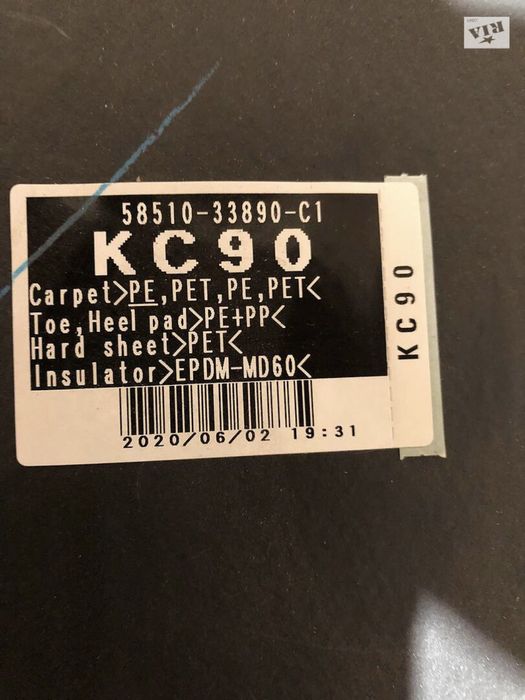 58510-33890-C1
KC90
Carpet>PE,PET,PE,PET<
Toe,Heel pad>PE+PP<
Hard sheet>PET<
Insulator>EPDM-MD60<
2020/06/02 19:31
KC90
RIA